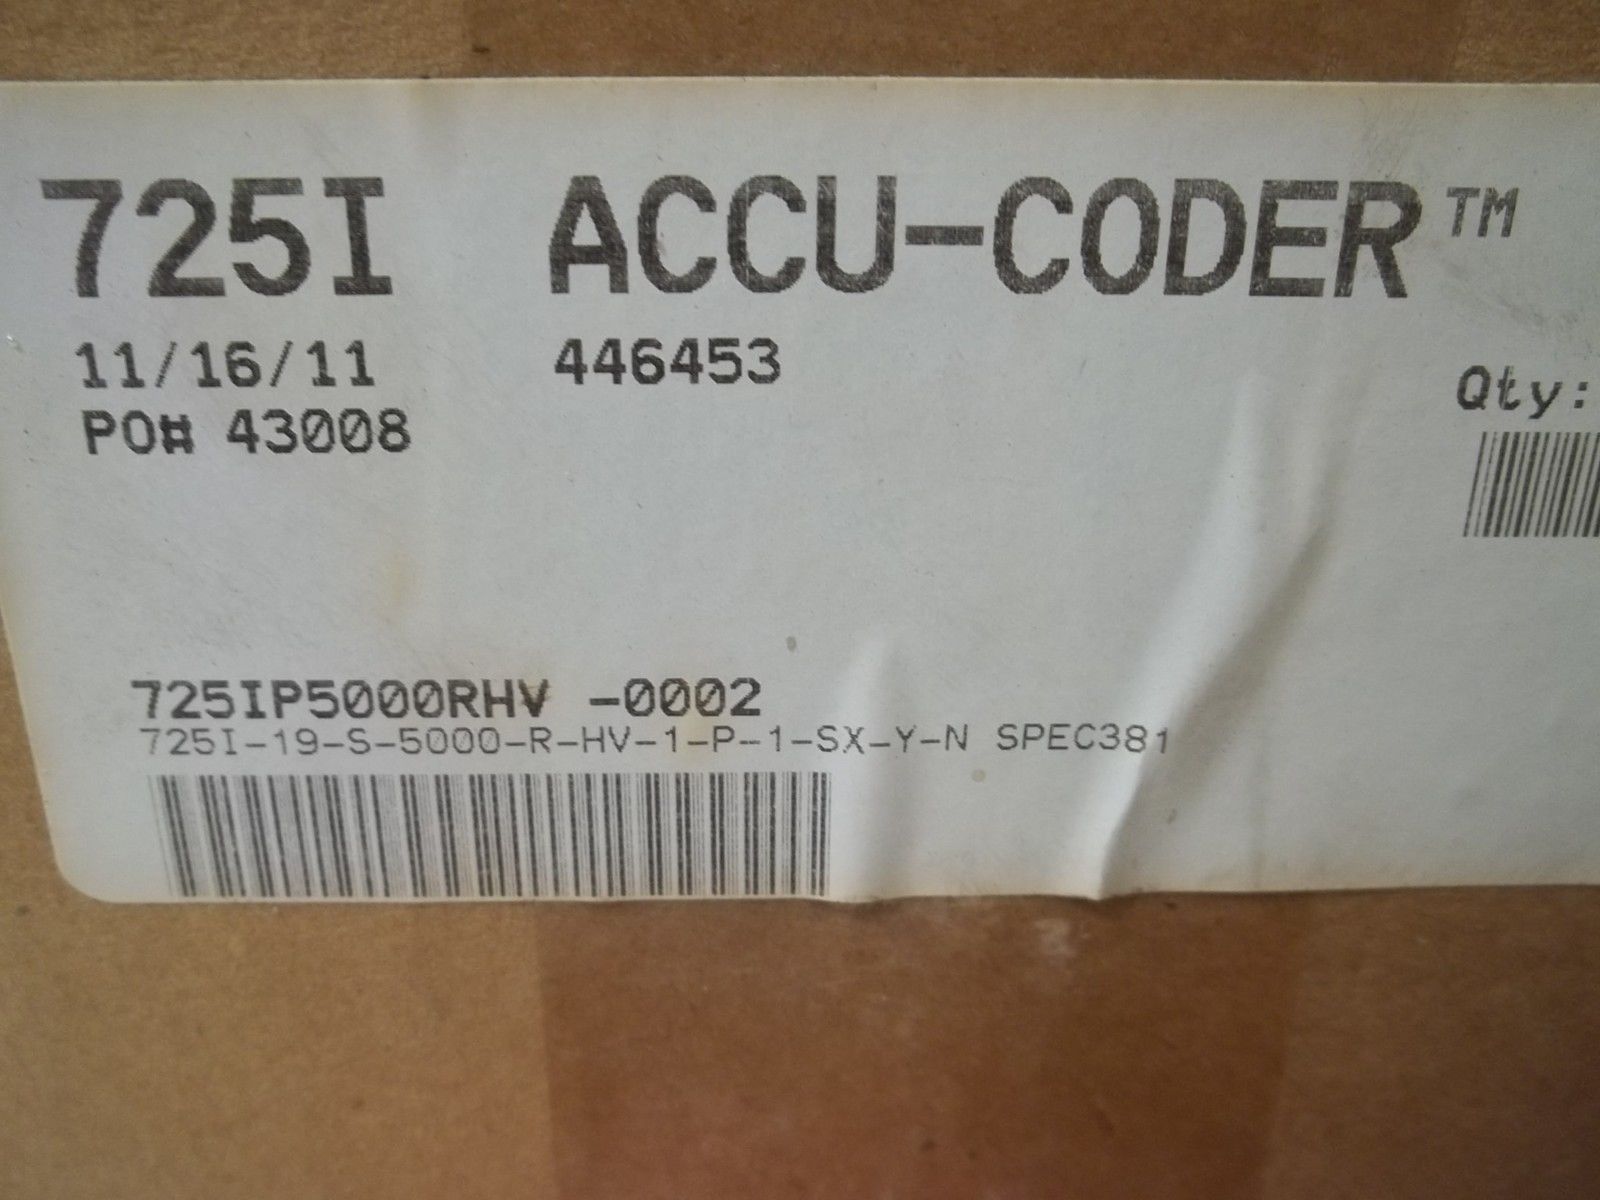 725I ACCU-CODER™
11/16/11 446453
Qty:
PO# 43008
725IP5000RHV -0002
725I-19-S-5000-R-HV-1-P-1-SX-Y-N SPEC381